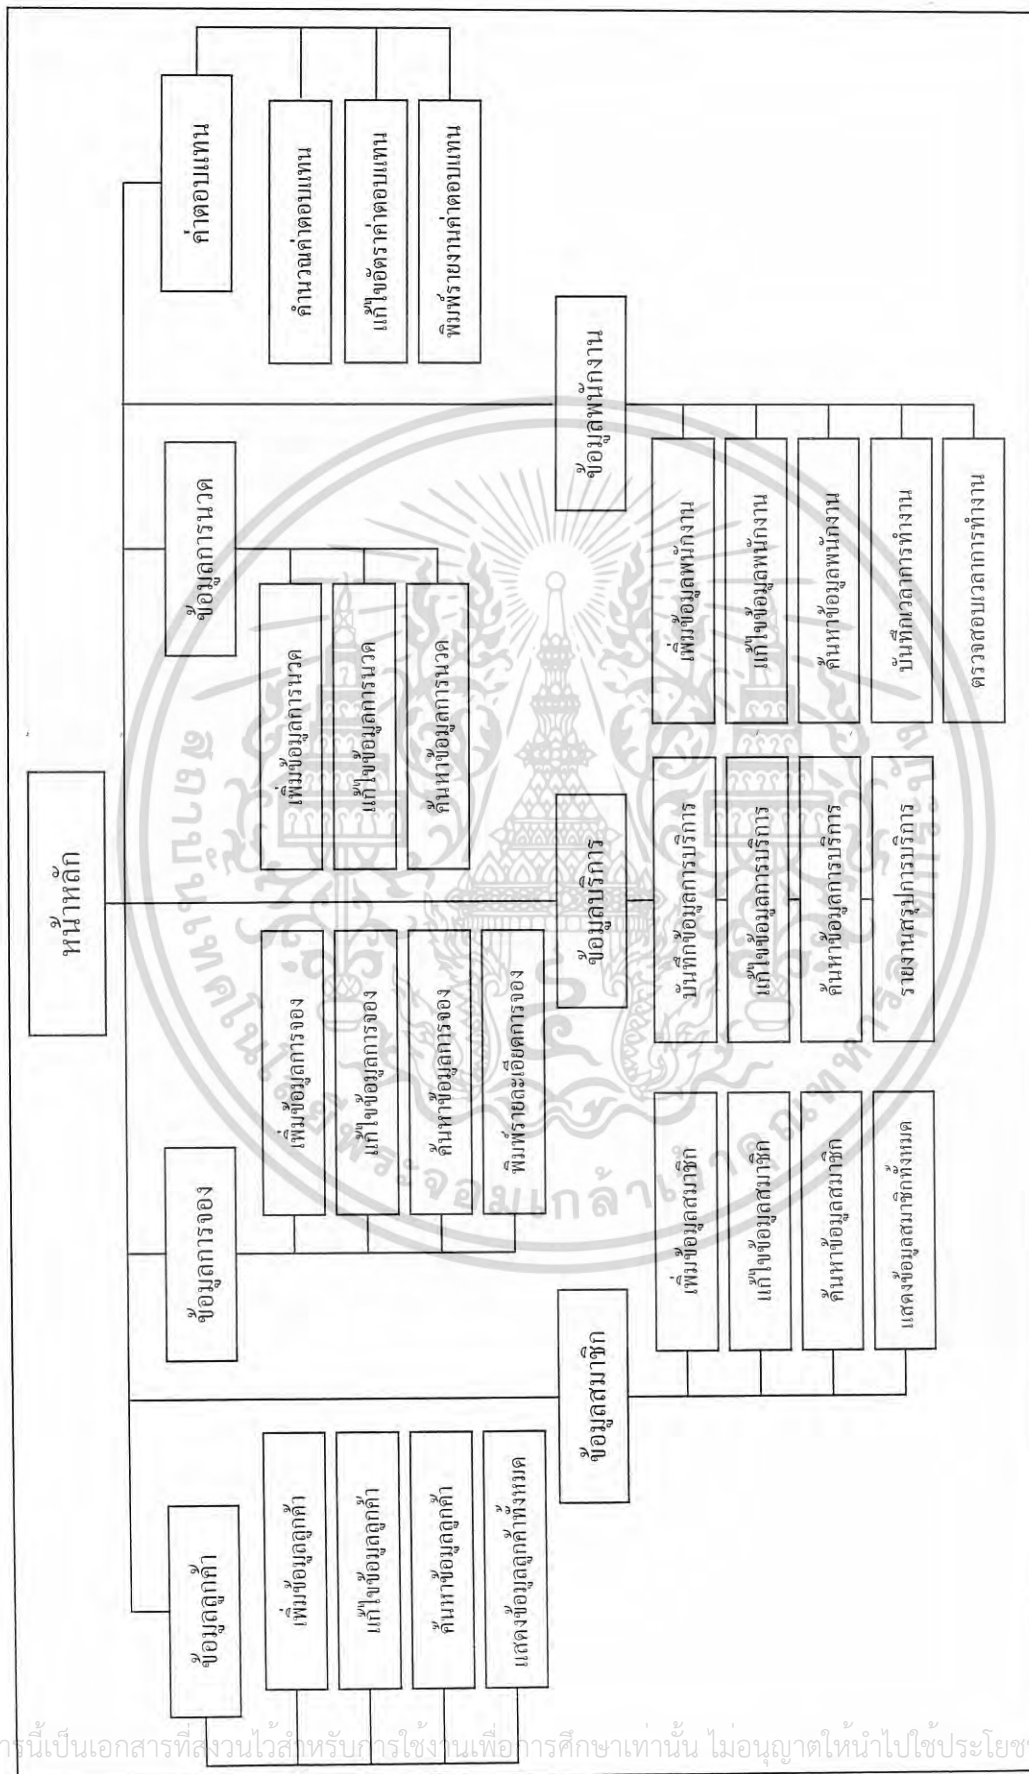 หน้าหลัก
ข้อมูลลูกค้า
เพิ่มข้อมูลลูกค้า
แก้ไขข้อมูลลูกค้า
ค้นหาข้อมูลลูกค้า
แสดงข้อมูลลูกค้าทั้งหมด
ข้อมูลสมาชิก
เพิ่มข้อมูลสมาชิก
แก้ไขข้อมูลสมาชิก
ค้นหาข้อมูลสมาชิก
แสดงข้อมูลสมาชิกทั้งหมด
ข้อมูลการจอง
เพิ่มข้อมูลการจอง
แก้ไขข้อมูลการจอง
ค้นหาข้อมูลการจอง
พิมพ์รายละเอียดการจอง
ข้อมูลบริการ
บันทึกข้อมูลการบริการ
แก้ไขข้อมูลการบริการ
ค้นหาข้อมูลการบริการ
รายงานสรุปการบริการ
ข้อมูลการนวด
เพิ่มข้อมูลการนวด
แก้ไขข้อมูลการนวด
ค้นหาข้อมูลการนวด
ข้อมูลพนักงาน
เพิ่มข้อมูลพนักงาน
แก้ไขข้อมูลพนักงาน
ค้นหาข้อมูลพนักงาน
บันทึกเวลาการทำงาน
ตรวจสอบเวลาการทำงาน
ค่าตอบแทน
คำนวณค่าตอบแทน
แก้ไขอัตราค่าตอบแทน
พิมพ์รายงานค่าตอบแทน
สถาบันเทคโนโลยีพระจอมเกล้าเจ้าคุณทหาร
ารนี้เป็นเอกสารที่สงวนไว้สำหรับการใช้งานเพื่อการศึกษาเท่านั้น ไม่อนุญาตให้นำไปใช้ประโยช